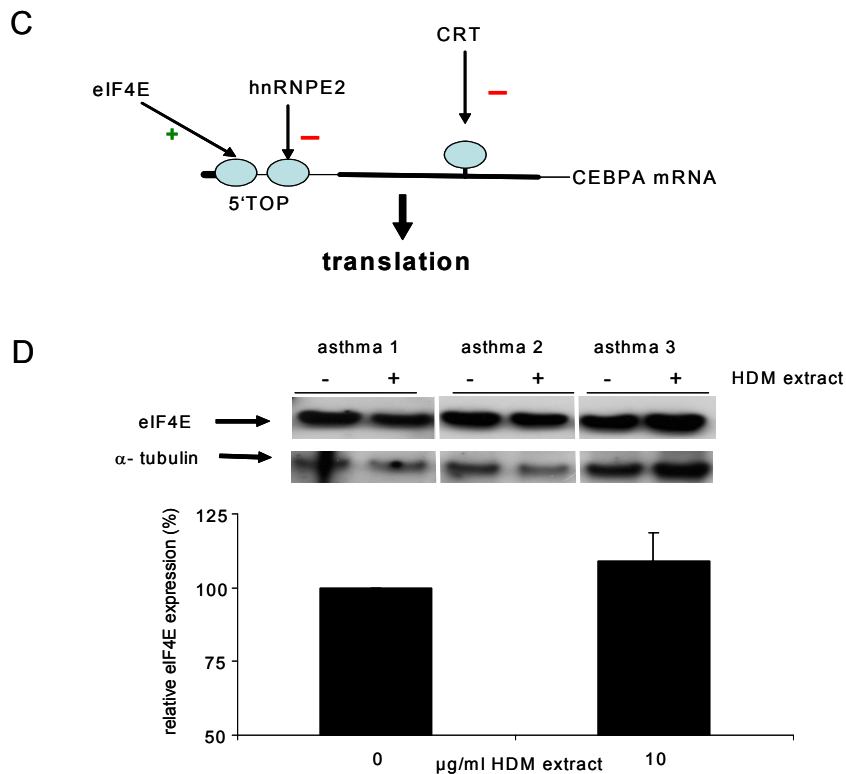 C
CRT
eIF4E
hnRNPE2
+
–
–
CEBPA mRNA
5‘TOP
translation
D
asthma 1 asthma 2 asthma 3
- + - + - + HDM extract
eIF4E
α- tubulin
relative eIF4E expression (%)
125
100
75
50
0 µg/ml HDM extract 10